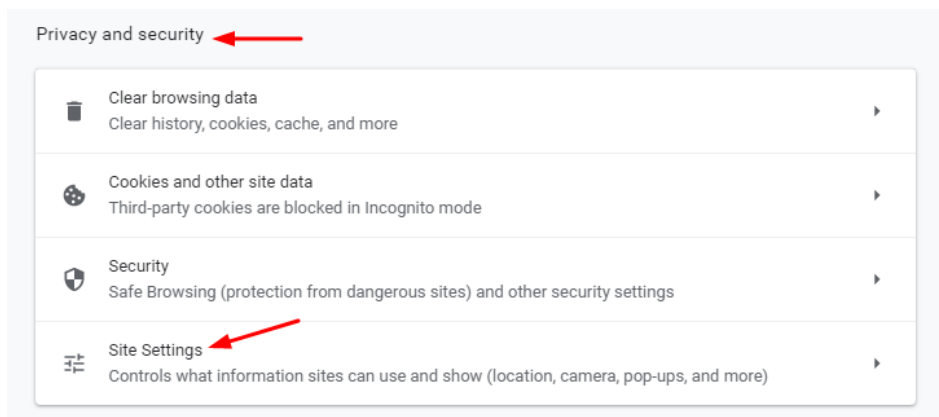 Privacy and security
Clear browsing data
Clear history, cookies, cache, and more
Cookies and other site data
Third-party cookies are blocked in Incognito mode
Security
Safe Browsing (protection from dangerous sites) and other security settings
Site Settings
Controls what information sites can use and show (location, camera, pop-ups, and more)